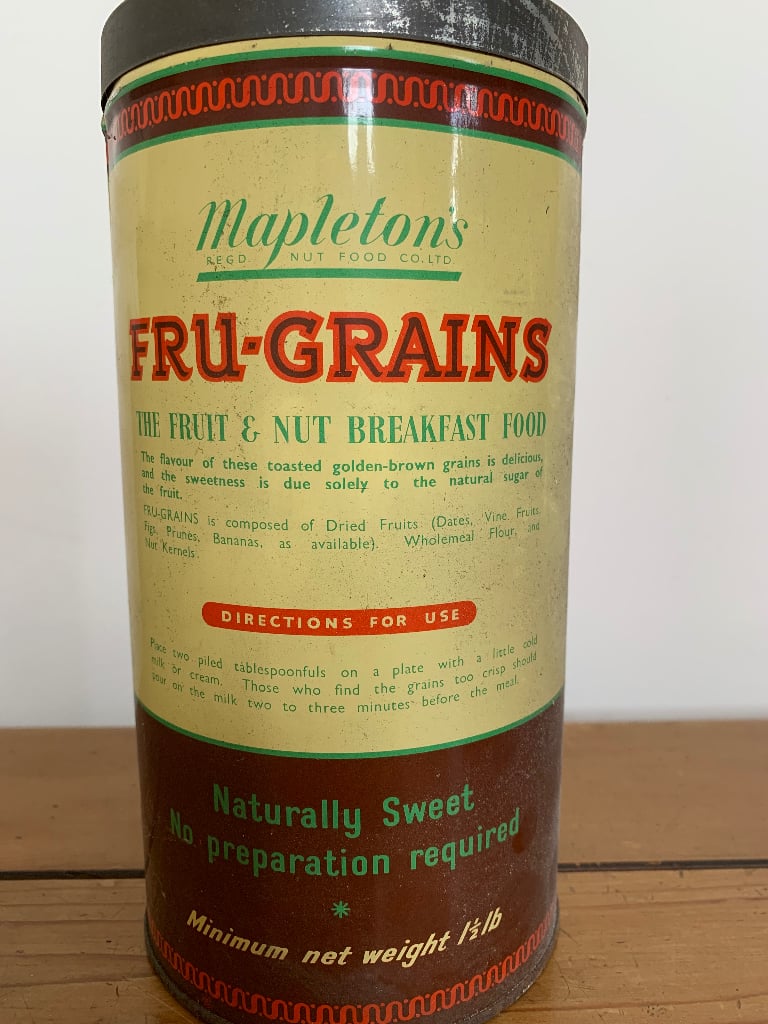 Mapleton's
REGD. NUT FOOD CO. LTD.
FRU-GRAINS
THE FRUIT & NUT BREAKFAST FOOD
The flavour of these toasted golden-brown grains is delicious,
and the sweetness is due solely to the natural sugar of
the fruit.
FRU-GRAINS is composed of Dried Fruits (Dates, Vine Fruits,
Figs, Prunes, Bananas, as available). Wholemeal Flour, and
Nut Kernels.
DIRECTIONS FOR USE
Place two piled tablespoonfuls on a plate with a little cold
milk or cream. Those who find the grains too crisp should
pour on the milk two to three minutes before the meal.
Naturally Sweet
No preparation required
*
Minimum net weight 1½lb